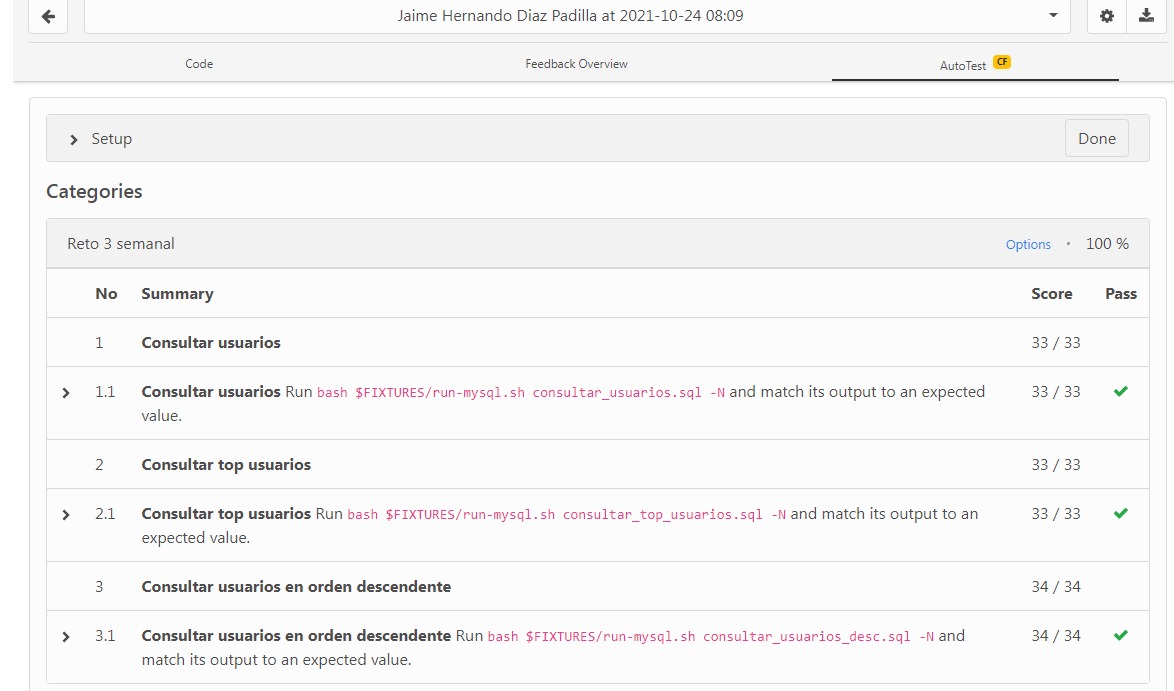 Jaime Hernando Diaz Padilla at 2021-10-24 08:09
Code Feedback Overview AutoTest CF
Setup Done
Categories
Reto 3 semanal Options • 100 %
No Summary Score Pass
1 Consultar usuarios 33 / 33
1.1 Consultar usuarios Run bash $FIXTURES/run-mysql.sh consultar_usuarios.sql -N and match its output to an expected 33 / 33
value.
2 Consultar top usuarios 33 / 33
2.1 Consultar top usuarios Run bash $FIXTURES/run-mysql.sh consultar_top_usuarios.sql -N and match its output to an 33 / 33
expected value.
3 Consultar usuarios en orden descendente 34 / 34
3.1 Consultar usuarios en orden descendente Run bash $FIXTURES/run-mysql.sh consultar_usuarios_desc.sql -N and 34 / 34
match its output to an expected value.